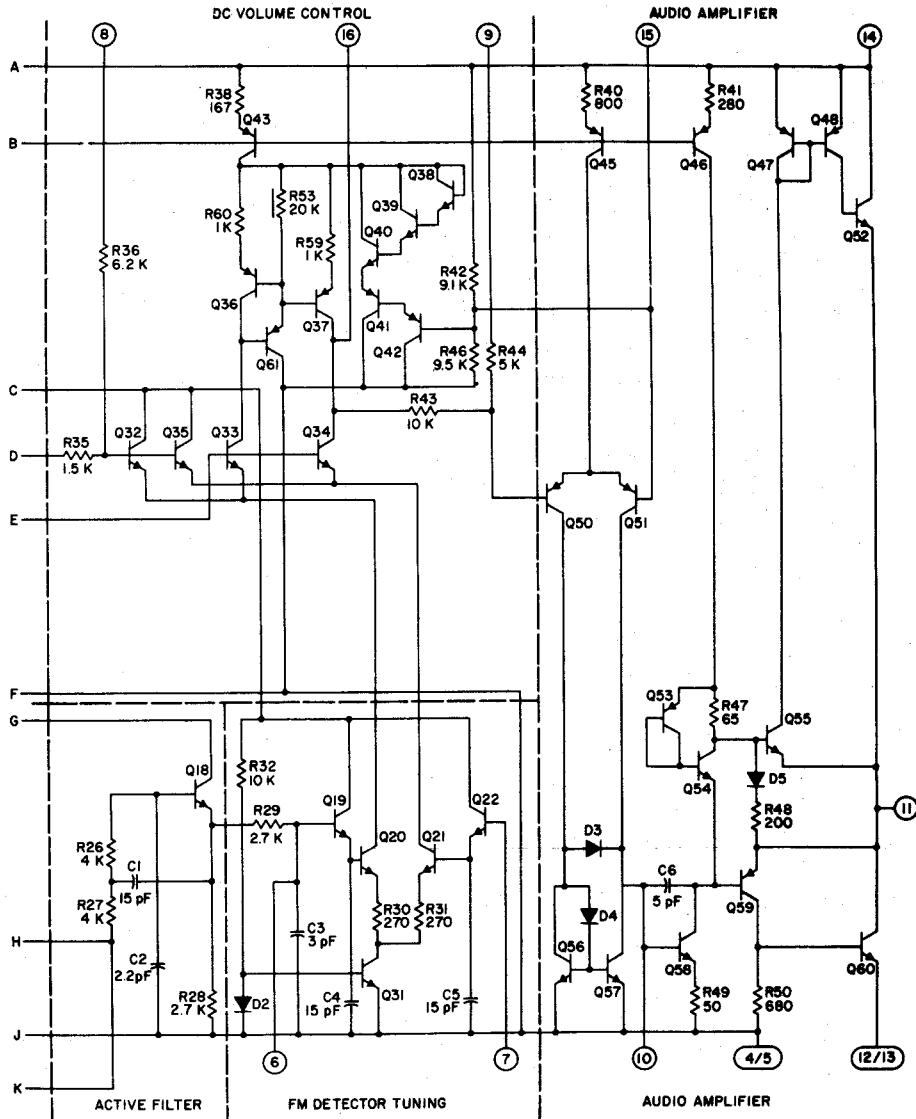 DC VOLUME CONTROL
AUDIO AMPLIFIER
8
16
9
15
14
A
R38
167
Q43
R40
800
R41
280
Q48
B
Q45
Q46
Q47
Q38
R53
20 K
Q39
R60
1K
R59
1K
Q40
Q52
R36
6.2 K
R42
9.1 K
Q36
Q37
Q41
Q61
Q42
R46
9.5 K
R44
5 K
C
R43
10 K
Q32
Q35
Q33
Q34
D
R35
1.5 K
E
Q50
Q51
F
G
Q53
R47
65
Q55
Q18
R32
10 K
Q54
D5
R29
2.7 K
Q19
Q22
11
R48
200
Q20
Q21
D3
R26
4 K
C1
15 pF
C6
5 pF
Q59
R27
4 K
C3
3 pF
R30
270
R31
270
D4
H
Q56
Q58
Q60
C2
2.2pF
Q57
R28
2.7 K
D2
C4
15 pF
Q31
C5
15 pF
R49
50
R50
680
J
6
7
10
4/5
12/13
K
ACTIVE FILTER
FM DETECTOR TUNING
AUDIO AMPLIFIER